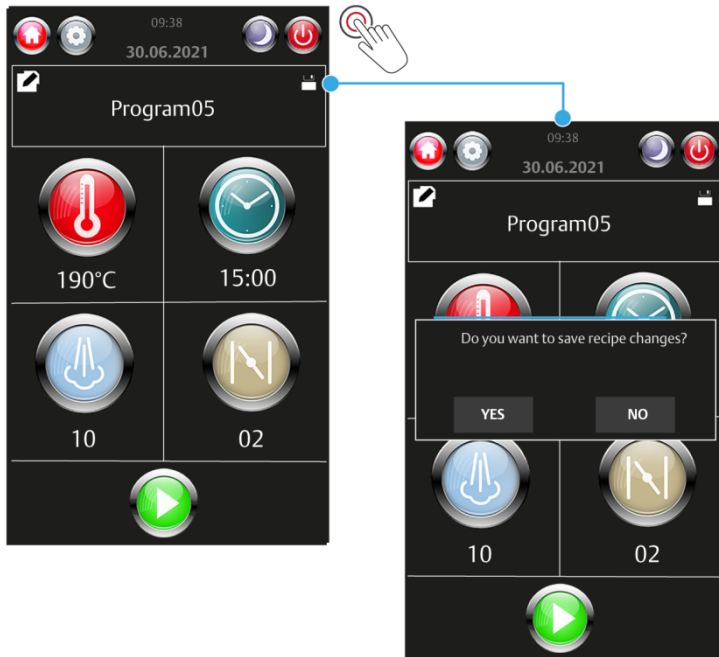 09:38
30.06.2021
Program05
190°C
15:00
10
02
09:38
30.06.2021
Program05
Do you want to save recipe changes?
YES
NO
10
02